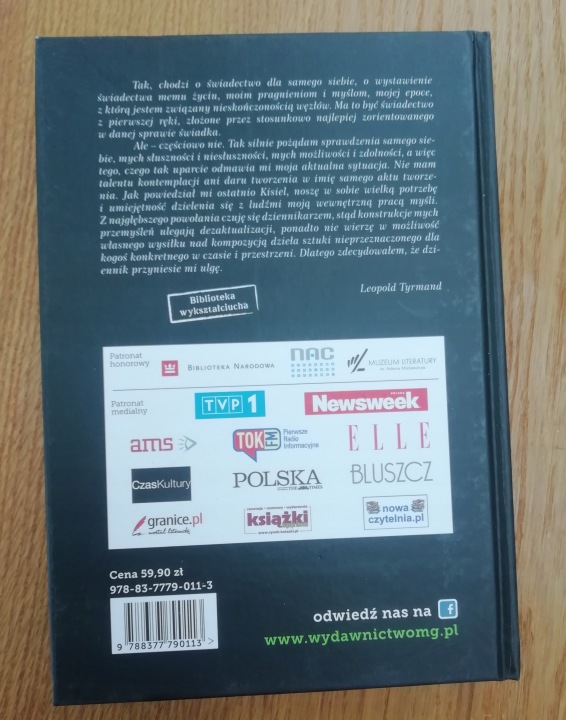 Tak, chodzi o świadectwo dla samego siebie, o wystawienie
świadectwa memu życiu, moim pragnieniom i myślom, mojej epoce,
z którą jestem związany nieskończonością węzłów. Ma to być świadectwo
z pierwszej ręki, złożone przez stosunkowo najlepiej zorientowanego
w danej sprawie świadka.
Ale – częściowo nie. Tak silnie pożądam sprawdzenia samego sie-
bie, mych słuszności i niesłuszności, mych możliwości i zdolności, a więc
tego, czego tak uparcie odmawia mi moja aktualna sytuacja. Nie mam
talentu kontemplacji ani daru tworzenia w imię samego aktu tworze-
nia. Jak powiedział mi ostatnio Kisiel, noszę w sobie wielką potrzebę
i umiejętność dzielenia się z ludźmi moją wewnętrzną pracą myśli.
Z najgłębszego powołania czuję się dziennikarzem, stąd konstrukcje mych
przemyśleń ulegają dezaktualizacji, ponadto nie wierzę w możliwość
własnego wysiłku nad kompozycją dzieła sztuki nieprzeznaczonego dla
kogoś konkretnego w czasie i przestrzeni. Dlatego zdecydowałem, że dzi-
ennik przyniesie mi ulgę.
Leopold Tyrmand
Biblioteka
wykształciucha
Patronat
honorowy
BIBLIOTEKA NARODOWA
NAC
MUZEUM LITERATURY
im. Adama Mickiewicza
Patronat
medialny
TVP1
Newsweek
POLSKA
ams
TOK FM
Pierwsze
Radio
Informacyjne
ELLE
CzasKultury
POLSKA
THE TIMES
BLUSZCZ
granice.pl
wortal literacki
książki
nowa
czytelnia.pl
Cena 59,90 zł
978-83-7779-011-3
9 788377 790113 >
odwiedź nas na f
www.wydawnictwomg.pl